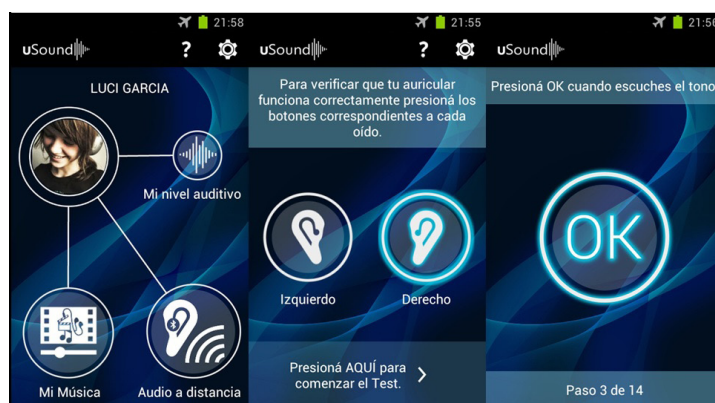 21:58
uSound
LUCI GARCIA
Mi nivel auditivo
Mi Música
Audio a distancia
21:55
uSound
?
Para verificar que tu auricular
funciona correctamente presioná los
botones correspondientes a cada
oído.
Izquierdo
Derecho
Presioná AQUÍ para
comenzar el Test.
21:56
uSound
Presioná OK cuando escuches el tono
OK
Paso 3 de 14